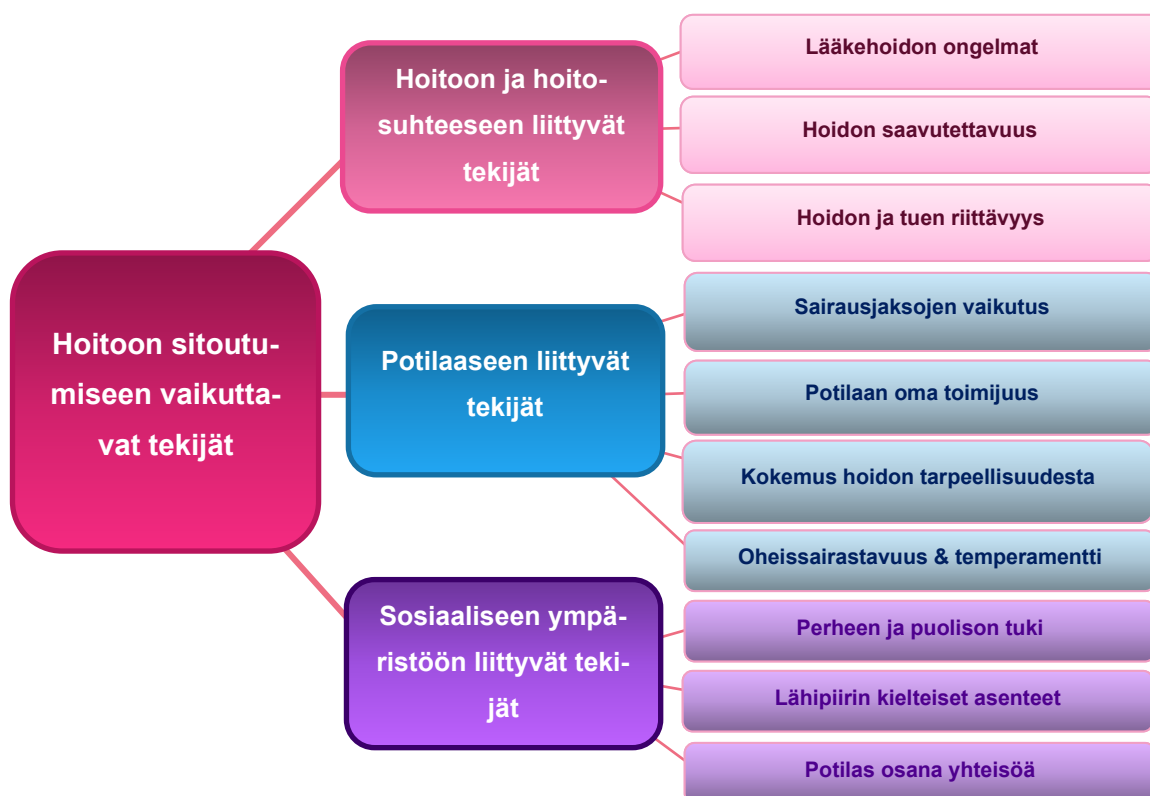 Hoitoon sitoutu-
miseen vaikutta-
vat tekijät
Hoitoon ja hoito-
suhteeseen liittyvät
tekijät
Lääkehoidon ongelmat
Hoidon saavutettavuus
Hoidon ja tuen riittävyys
Potilaaseen liittyvät
tekijät
Sairausjaksojen vaikutus
Potilaan oma toimijuus
Kokemus hoidon tarpeellisuudesta
Oheissairastavuus & temperamentti
Sosiaaliseen ympä-
ristöön liittyvät teki-
jät
Perheen ja puolison tuki
Lähipiirin kielteiset asenteet
Potilas osana yhteisöä